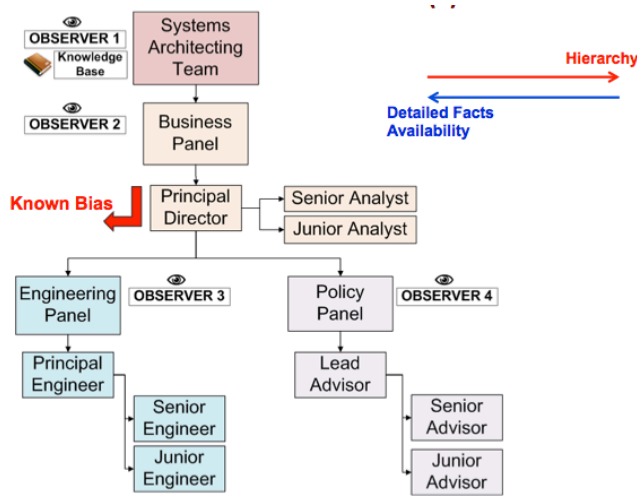 OBSERVER 1
Knowledge
Base
Systems
Architecting
Team
Hierarchy
Detailed Facts
Availability
OBSERVER 2
Business
Panel
Known Bias
Principal
Director
Senior Analyst
Junior Analyst
Engineering
Panel
OBSERVER 3
Policy
Panel
OBSERVER 4
Principal
Engineer
Lead
Advisor
Senior
Engineer
Senior
Advisor
Junior
Engineer
Junior
Advisor